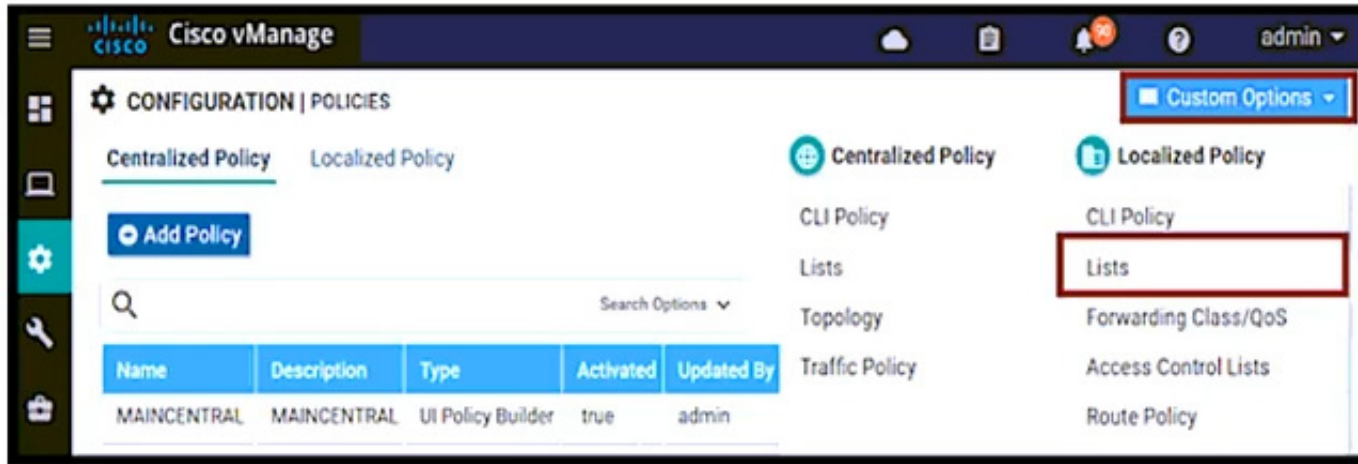 CISCO Cisco vManage 90 ? admin
CONFIGURATION | POLICIES Custom Options
Centralized Policy Localized Policy
Centralized Policy Localized Policy
Add Policy
CLI Policy CLI Policy
Lists Lists
Search Options
Topology Forwarding Class/QoS
Name Description Type Activated Updated By
Traffic Policy Access Control Lists
MAINCENTRAL MAINCENTRAL UI Policy Builder true admin
Route Policy